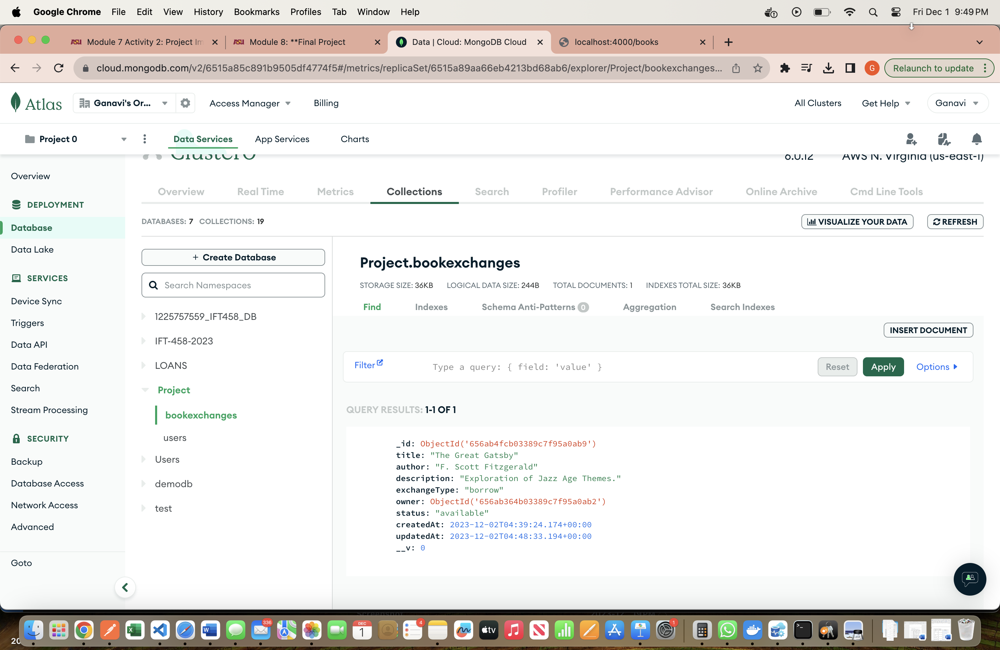 Google Chrome File Edit View History Bookmarks Profiles Tab Window Help Fri Dec 1 9:49 PM
ASU Module 7 Activity 2: Project Im ASU Module 8: **Final Project Data | Cloud: MongoDB Cloud localhost:4000/books
cloud.mongodb.com/v2/6515a85c891b9505df4774f5#/metrics/replicaSet/6515a89aa66eb4213bd68ab6/explorer/Project/bookexchanges... G Relaunch to update
Atlas Ganavi's Or... Access Manager Billing All Clusters Get Help Ganavi
Project 0 Data Services App Services Charts
Cluster0 6.0.12 AWS N. Virginia (us-east-1)
Overview
DEPLOYMENT
Database
Data Lake
SERVICES
Device Sync
Triggers
Data API
Data Federation
Search
Stream Processing
SECURITY
Backup
Database Access
Network Access
Advanced
Goto
Overview Real Time Metrics Collections Search Profiler Performance Advisor Online Archive Cmd Line Tools
DATABASES: 7 COLLECTIONS: 19 VISUALIZE YOUR DATA REFRESH
+ Create Database
Search Namespaces
1225757559_IFT458_DB
IFT-458-2023
LOANS
Project
bookexchanges
users
Users
demodb
test
Project.bookexchanges
STORAGE SIZE: 36KB LOGICAL DATA SIZE: 244B TOTAL DOCUMENTS: 1 INDEXES TOTAL SIZE: 36KB
Find Indexes Schema Anti-Patterns 0 Aggregation Search Indexes
INSERT DOCUMENT
Filter Type a query: { field: 'value' } Reset Apply Options
QUERY RESULTS: 1-1 OF 1
_id: ObjectId('656ab4fcb03389c7f95a0ab9')
title: "The Great Gatsby"
author: "F. Scott Fitzgerald"
description: "Exploration of Jazz Age Themes."
exchangeType: "borrow"
owner: ObjectId('656ab364b03389c7f95a0ab2')
status: "available"
createdAt: 2023-12-02T04:39:24.174+00:00
updatedAt: 2023-12-02T04:48:33.194+00:00
__v: 0
336 DEC 1 4 tv 1
20